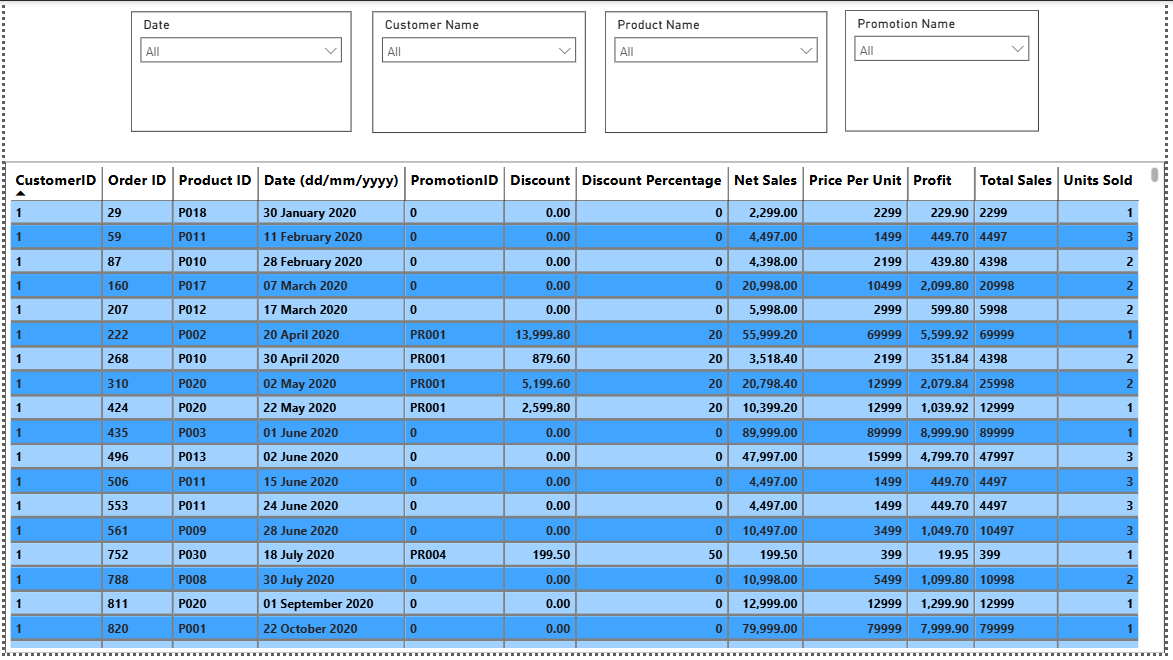 Date Customer Name Product Name Promotion Name
All All All All
CustomerID Order ID Product ID Date (dd/mm/yyyy) PromotionID Discount Discount Percentage Net Sales Price Per Unit Profit Total Sales Units Sold
1 29 P018 30 January 2020 0 0.00 0 2,299.00 2299 229.90 2299 1
1 59 P011 11 February 2020 0 0.00 0 4,497.00 1499 449.70 4497 3
1 87 P010 28 February 2020 0 0.00 0 4,398.00 2199 439.80 4398 2
1 160 P017 07 March 2020 0 0.00 0 20,998.00 10499 2,099.80 20998 2
1 207 P012 17 March 2020 0 0.00 0 5,998.00 2999 599.80 5998 2
1 222 P002 20 April 2020 PR001 13,999.80 20 55,999.20 69999 5,599.92 69999 1
1 268 P010 30 April 2020 PR001 879.60 20 3,518.40 2199 351.84 4398 2
1 310 P020 02 May 2020 PR001 5,199.60 20 20,798.40 12999 2,079.84 25998 2
1 424 P020 22 May 2020 PR001 2,599.80 20 10,399.20 12999 1,039.92 12999 1
1 435 P003 01 June 2020 0 0.00 0 89,999.00 89999 8,999.90 89999 1
1 496 P013 02 June 2020 0 0.00 0 47,997.00 15999 4,799.70 47997 3
1 506 P011 15 June 2020 0 0.00 0 4,497.00 1499 449.70 4497 3
1 553 P011 24 June 2020 0 0.00 0 4,497.00 1499 449.70 4497 3
1 561 P009 28 June 2020 0 0.00 0 10,497.00 3499 1,049.70 10497 3
1 752 P030 18 July 2020 PR004 199.50 50 199.50 399 19.95 399 1
1 788 P008 30 July 2020 0 0.00 0 10,998.00 5499 1,099.80 10998 2
1 811 P020 01 September 2020 0 0.00 0 12,999.00 12999 1,299.90 12999 1
1 820 P001 22 October 2020 0 0.00 0 79,999.00 79999 7,999.90 79999 1